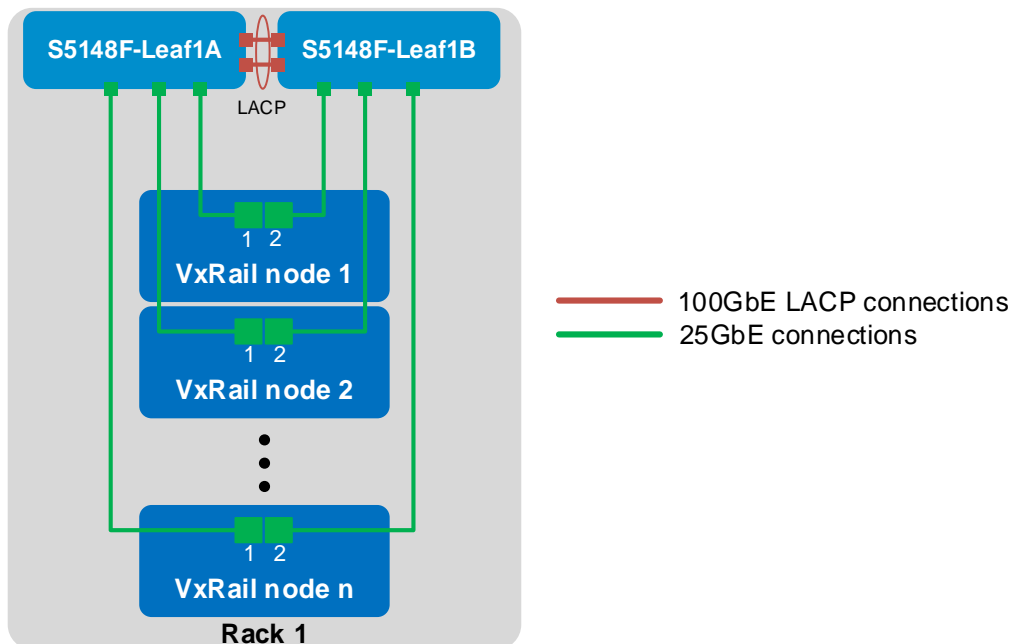 S5148F-Leaf1A
S5148F-Leaf1B
LACP
1 2
VxRail node 1
1 2
VxRail node 2
1 2
VxRail node n
Rack 1
100GbE LACP connections
25GbE connections